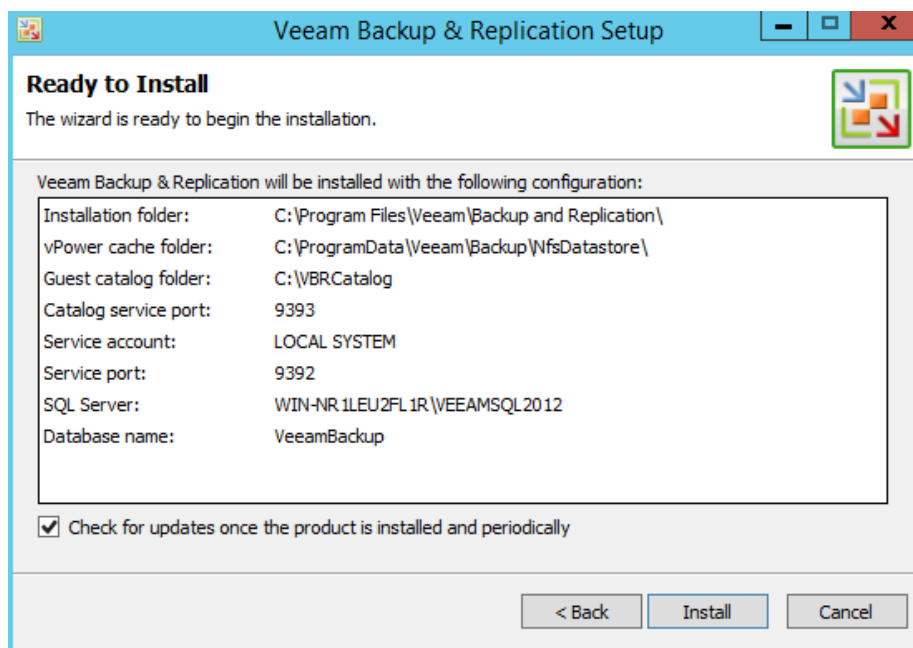 Veeam Backup & Replication Setup
Ready to Install
The wizard is ready to begin the installation.
Veeam Backup & Replication will be installed with the following configuration:
Installation folder: C:\Program Files\Veeam\Backup and Replication\
vPower cache folder: C:\ProgramData\Veeam\Backup\NfsDatastore\
Guest catalog folder: C:\VBRCatalog
Catalog service port: 9393
Service account: LOCAL SYSTEM
Service port: 9392
SQL Server: WIN-NR1LEU2FL1R\VEEAMSQL2012
Database name: VeeamBackup
Check for updates once the product is installed and periodically
< Back Install Cancel